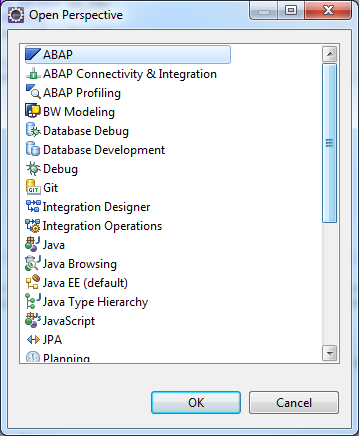 Open Perspective
ABAP
ABAP Connectivity & Integration
ABAP Profiling
BW Modeling
Database Debug
Database Development
Debug
Git
Integration Designer
Integration Operations
Java
Java Browsing
Java EE (default)
Java Type Hierarchy
JavaScript
JPA
Planning
OK
Cancel